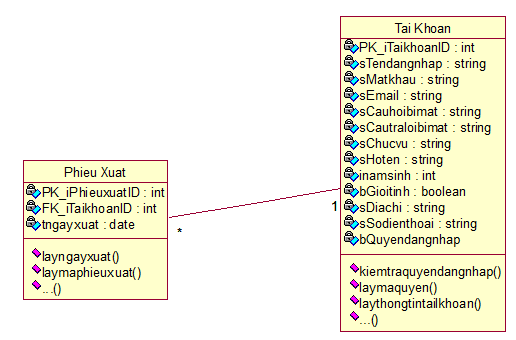 Tai Khoan
PK_iTaikhoanID : int
sTendangnhap : string
sMatkhau : string
sEmail : string
sCauhoibimat : string
sCautraloibimat : string
sChucvu : string
sHoten : string
inamsinh : int
bGioitinh : boolean
sDiachi : string
sSodienthoai : string
bQuyendangnhap
kiemtraquyendangnhap()
laymaquyen()
laythongtintailkhoan()
...()
1
Phieu Xuat
PK_iPhieuxuatID : int
FK_iTaikhoanID : int
tngayxuat : date
layngayxuat()
laymaphieuxuat()
...()
*